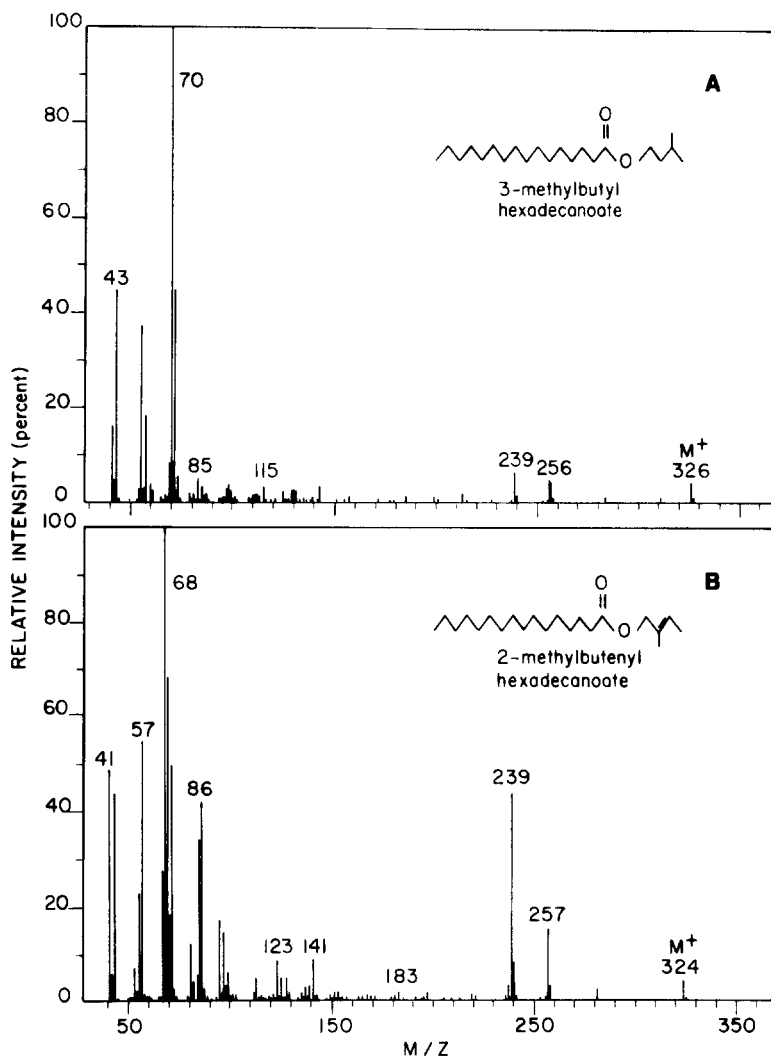 RELATIVE INTENSITY (percent)
100
80
60
40
20
0
A
43
70
85
115
239
256
M+
326
O
O
3-methylbutyl
hexadecanoate
100
80
60
40
20
0
B
41
57
68
86
123
141
183
239
257
M+
324
O
O
2-methylbutenyl
hexadecanoate
50
150
250
350
M/Z